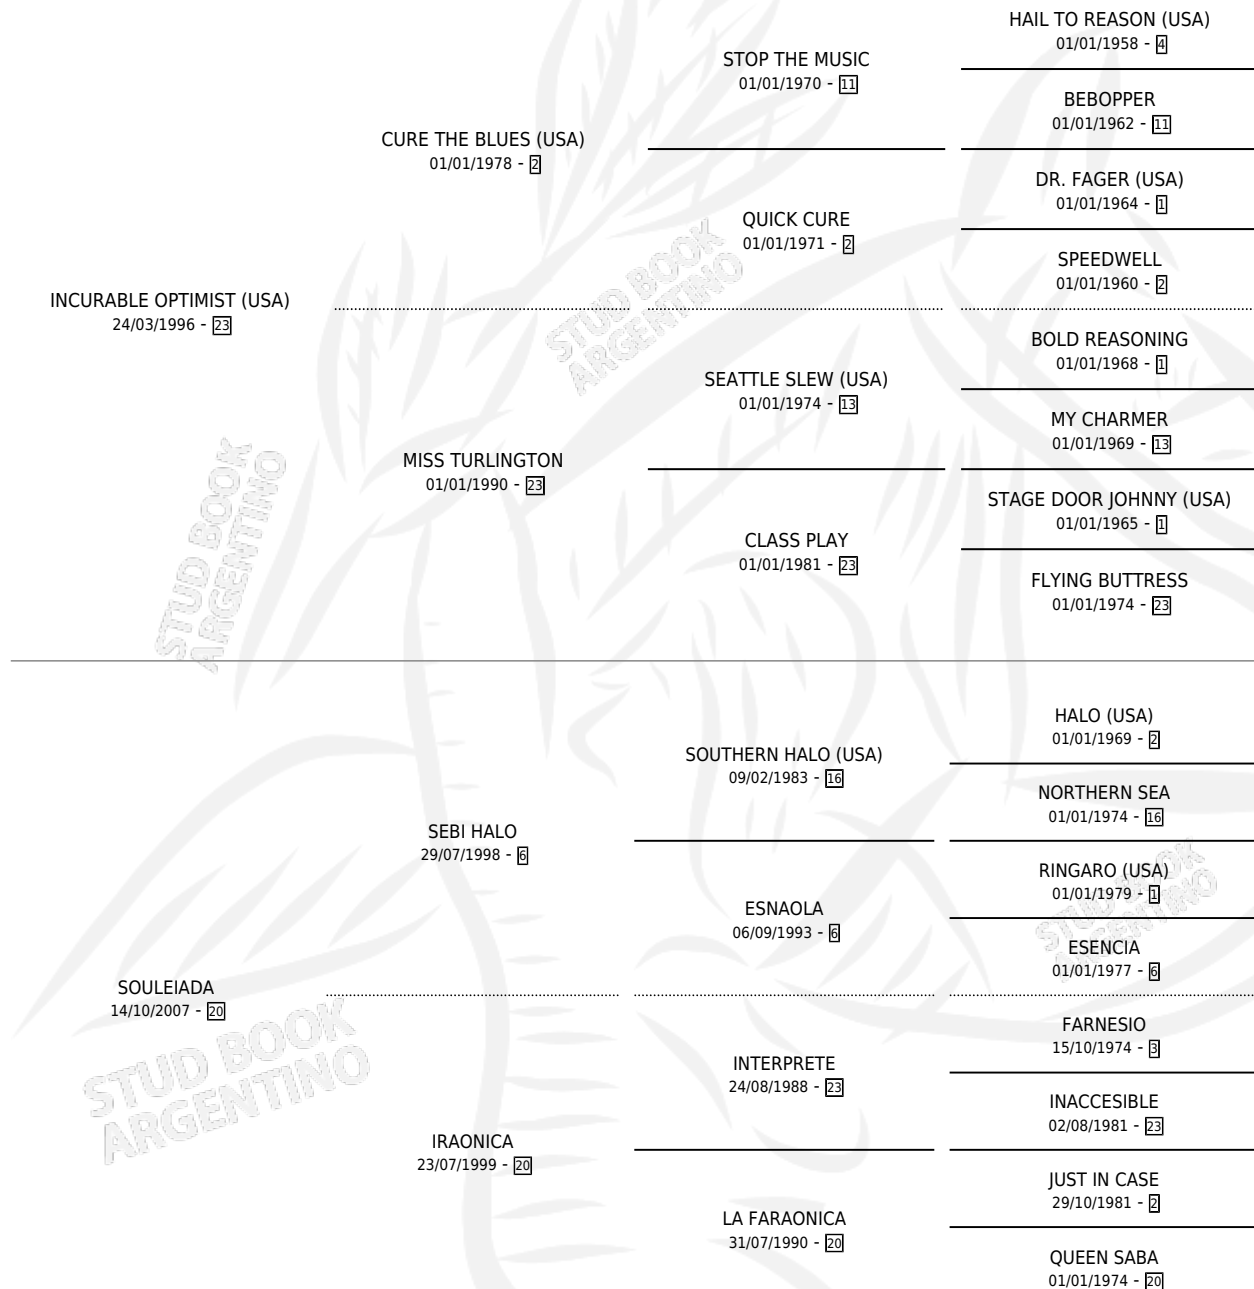 HAIL TO REASON (USA)
01/01/1958 - 4
STOP THE MUSIC
01/01/1970 - 11
BEBOPPER
01/01/1962 - 11
CURE THE BLUES (USA)
01/01/1978 - 2
DR. FAGER (USA)
01/01/1964 - 1
QUICK CURE
01/01/1971 - 2
SPEEDWELL
01/01/1960 - 2
INCURABLE OPTIMIST (USA)
24/03/1996 - 23
STUD BOOK
ARGENTINO
BOLD REASONING
01/01/1968 - 1
SEATTLE SLEW (USA)
01/01/1974 - 13
MY CHARMER
01/01/1969 - 13
MISS TURLINGTON
01/01/1990 - 23
STAGE DOOR JOHNNY (USA)
01/01/1965 - 1
CLASS PLAY
01/01/1981 - 23
FLYING BUTTRESS
01/01/1974 - 23
STUD BOOK
ARGENTINO
HALO (USA)
01/01/1969 - 2
SOUTHERN HALO (USA)
09/02/1983 - 16
NORTHERN SEA
01/01/1974 - 16
SEBI HALO
29/07/1998 - 6
RINGARO (USA)
01/01/1979 - 1
ESNAOLA
06/09/1993 - 6
STUD BOOK
ARGENTINO
ESENCIA
01/01/1977 - 6
SOULEIADA
14/10/2007 - 20
STUD BOOK
ARGENTINO
FARNESIO
15/10/1974 - 3
INTERPRETE
24/08/1988 - 23
INACCESIBLE
02/08/1981 - 23
IRAONICA
23/07/1999 - 20
JUST IN CASE
29/10/1981 - 2
LA FARAONICA
31/07/1990 - 20
QUEEN SABA
01/01/1974 - 20